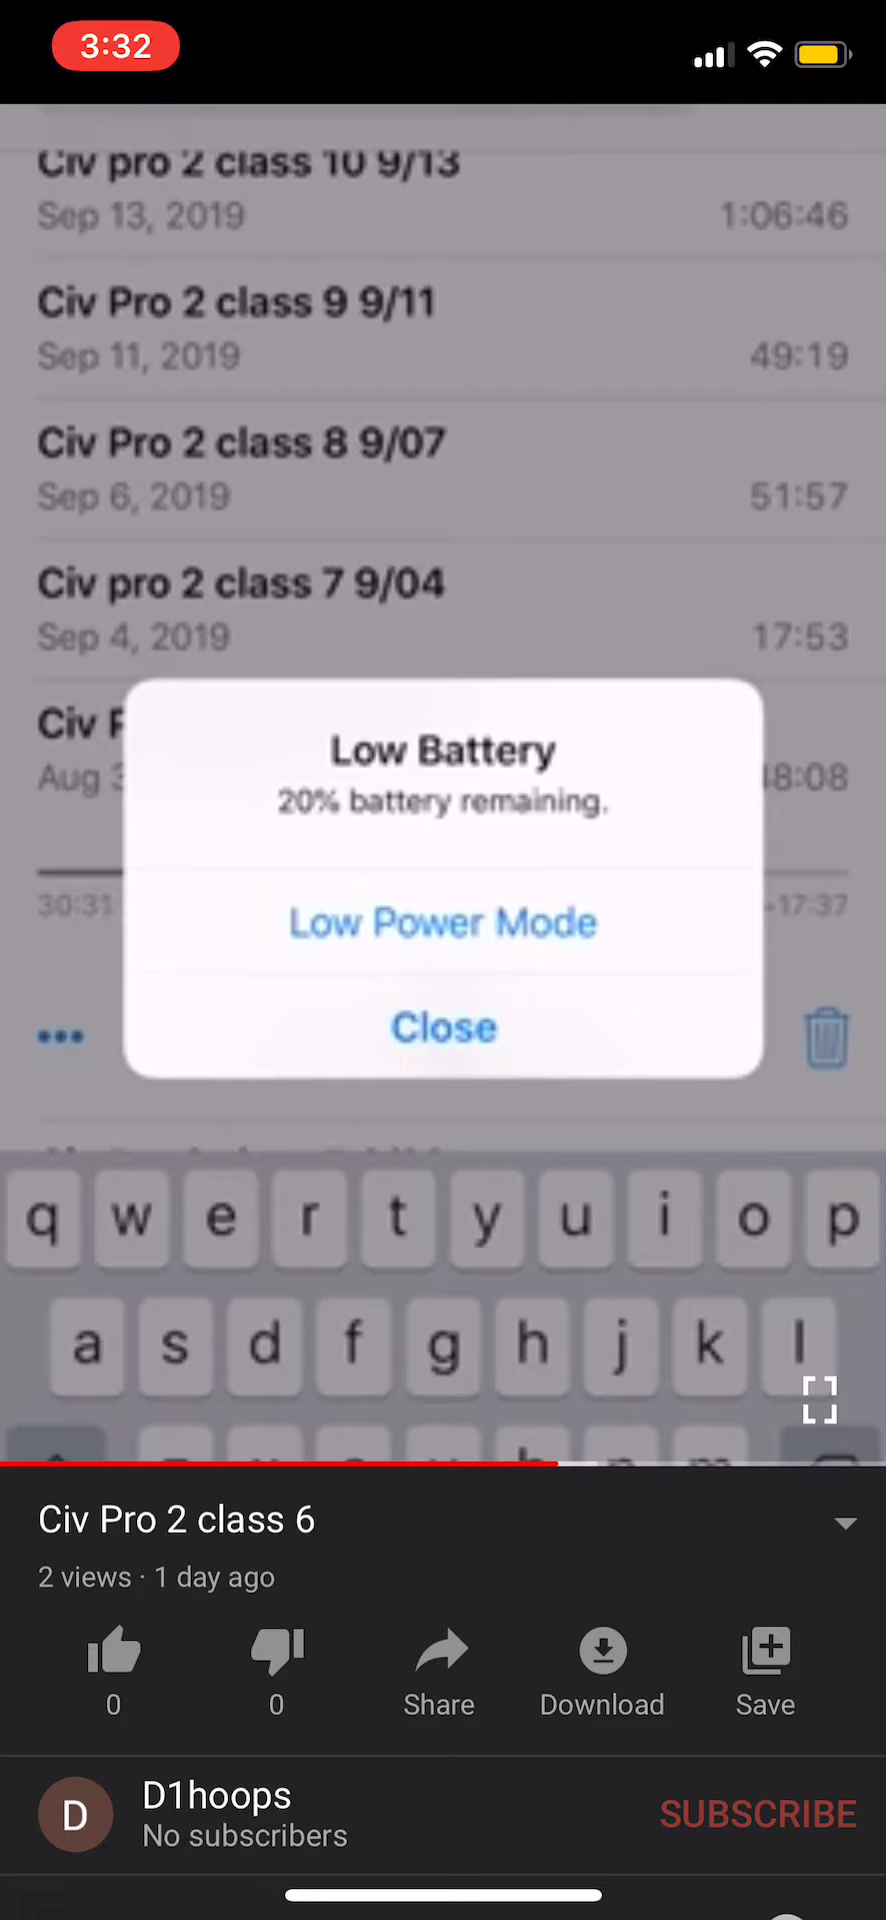 3:32
Civ pro 2 class 10 9/13
Sep 13, 2019 1:06:46
Civ Pro 2 class 9 9/11
Sep 11, 2019 49:19
Civ Pro 2 class 8 9/07
Sep 6, 2019 51:57
Civ pro 2 class 7 9/04
Sep 4, 2019 17:53
Civ
Aug 8:08
Low Battery
20% battery remaining.
30:31 -17:37
Low Power Mode
Close
q w e r t y u i o p
a s d f g h j k l
Civ Pro 2 class 6
2 views · 1 day ago
0 0 Share Download Save
D D1hoops SUBSCRIBE
No subscribers